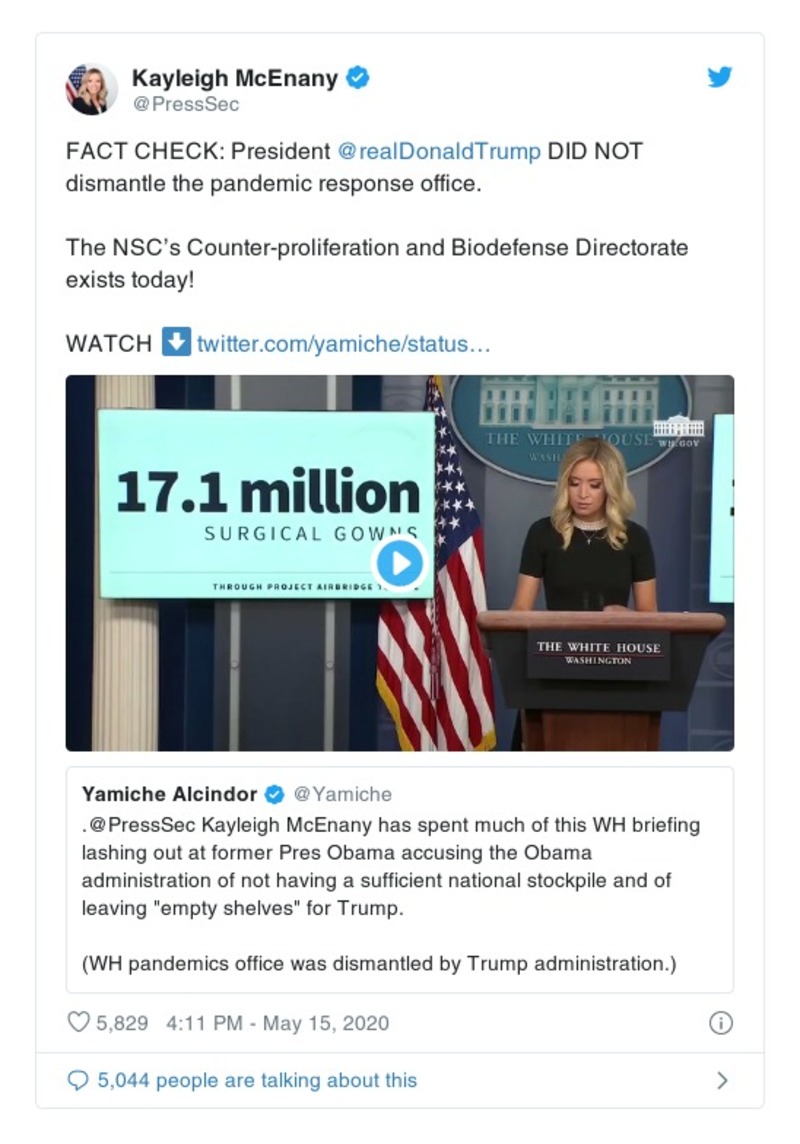 Kayleigh McEnany
@PressSec
FACT CHECK: President @realDonaldTrump DID NOT
dismantle the pandemic response office.
The NSC's Counter-proliferation and Biodefense Directorate
exists today!
WATCH ⬇ twitter.com/yamiche/status…
17.1 million
SURGICAL GOWNS
THROUGH PROJECT AIRBRIDGE
THE WHITE HOUSE
WASH
WH.GOV
THE WHITE HOUSE
WASHINGTON
Yamiche Alcindor @Yamiche
.@PressSec Kayleigh McEnany has spent much of this WH briefing
lashing out at former Pres Obama accusing the Obama
administration of not having a sufficient national stockpile and of
leaving "empty shelves" for Trump.
(WH pandemics office was dismantled by Trump administration.)
5,829 4:11 PM - May 15, 2020
5,044 people are talking about this